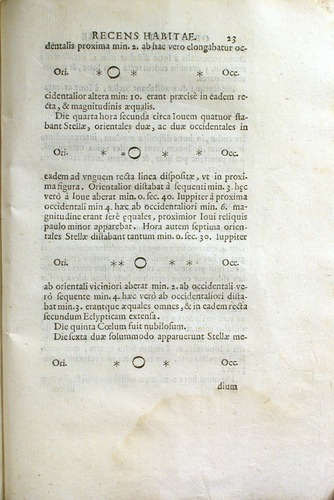 RECENS HABITAE. 23
dentalis proxima min. 2. ab hac vero elongabatur oc-
Ori. * O * * Occ.
cidentalior altera min: 10. erant præcisè in eadem re-
cta, & magnitudinis æqualis.
Die quarta hora secunda circa Iouem quatuor sta-
bant Stellæ, orientales duæ, ac duæ occidentales in
Ori. * * O * * Occ.
eadem ad vnguem recta linea dispositæ, vt in proxi-
ma figura. Orientalior distabat à sequenti min. 3. hęc
verò à Ioue aberat min. 0. sec. 40. Iuppiter à proxima
occidentali min. 4. hæc ab occidentaliori min. 6. ma-
gnitudine erant ferè ęquales, proximior Ioui reliquis
paulo minor apparebat. Hora autem septima orien-
tales Stellæ distabant tantum min. 0. sec. 30. Iuppiter
Ori. ** O * * Occ.
ab orientali viciniori aberat min. 2. ab occidentali ve-
rò sequente min. 4. hæc verò ab occidentaliori dista-
bat min. 3. erantque æquales omnes, & in eadem recta
secundum Eclypticam extensa.
Die quinta Cœlum fuit nubilosum.
Die sexta duæ solummodo apparuerunt Stellæ me-
Ori. * O * Occ.
dium